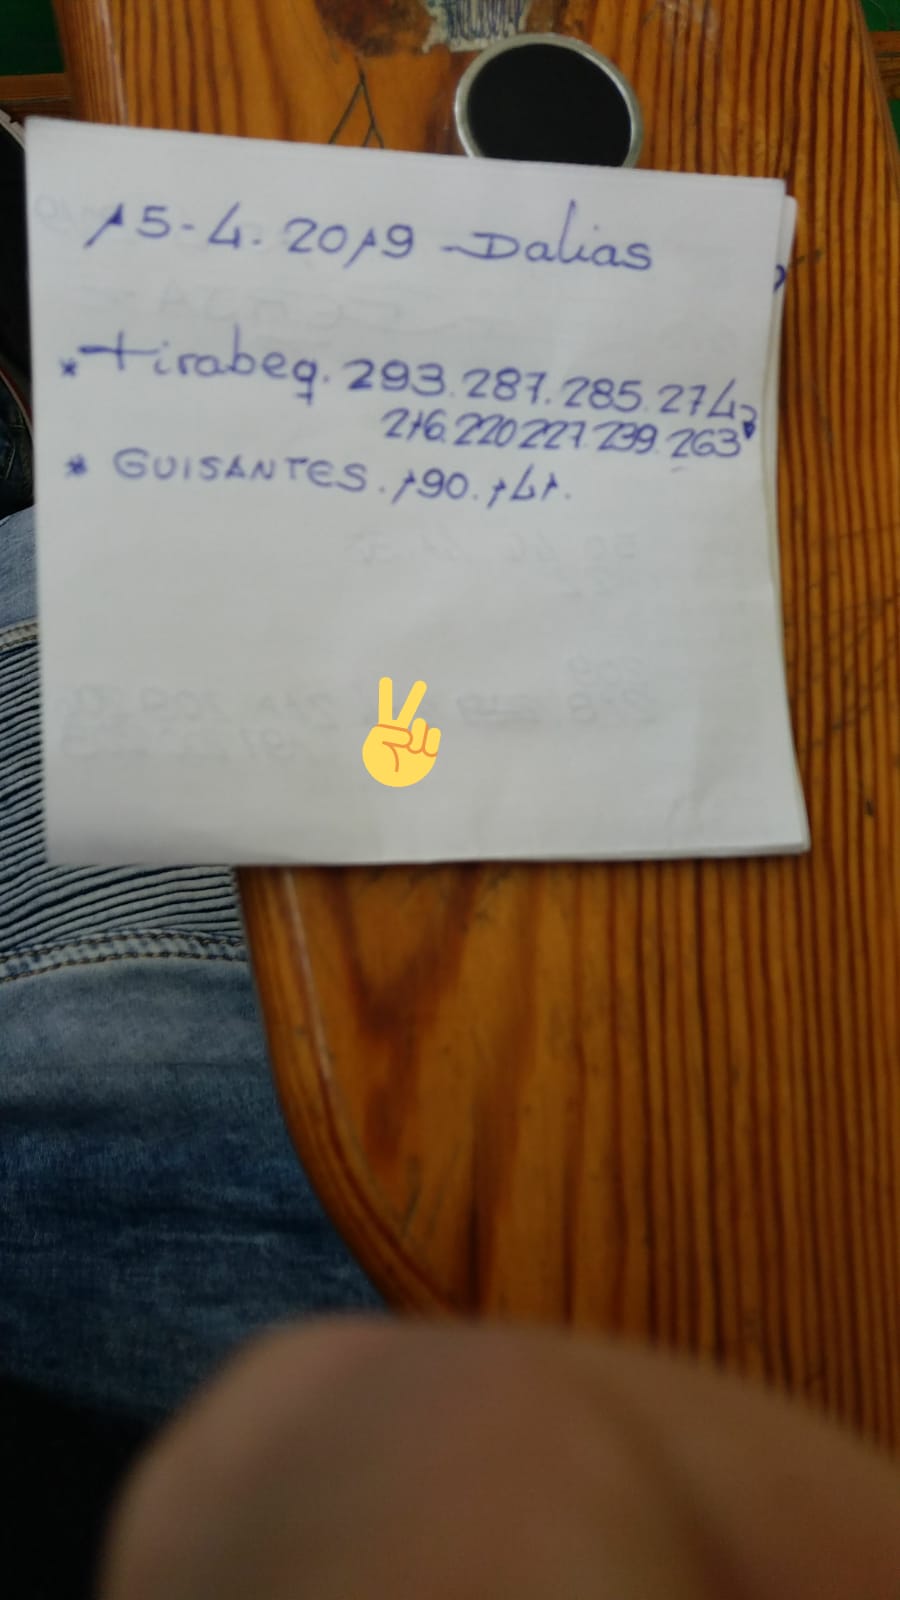 15-4. 2019 - Dalias
* tirabeq. 293. 287. 285. 274
216. 220 227. 239. 263
* GUISANTES. 190. 141.